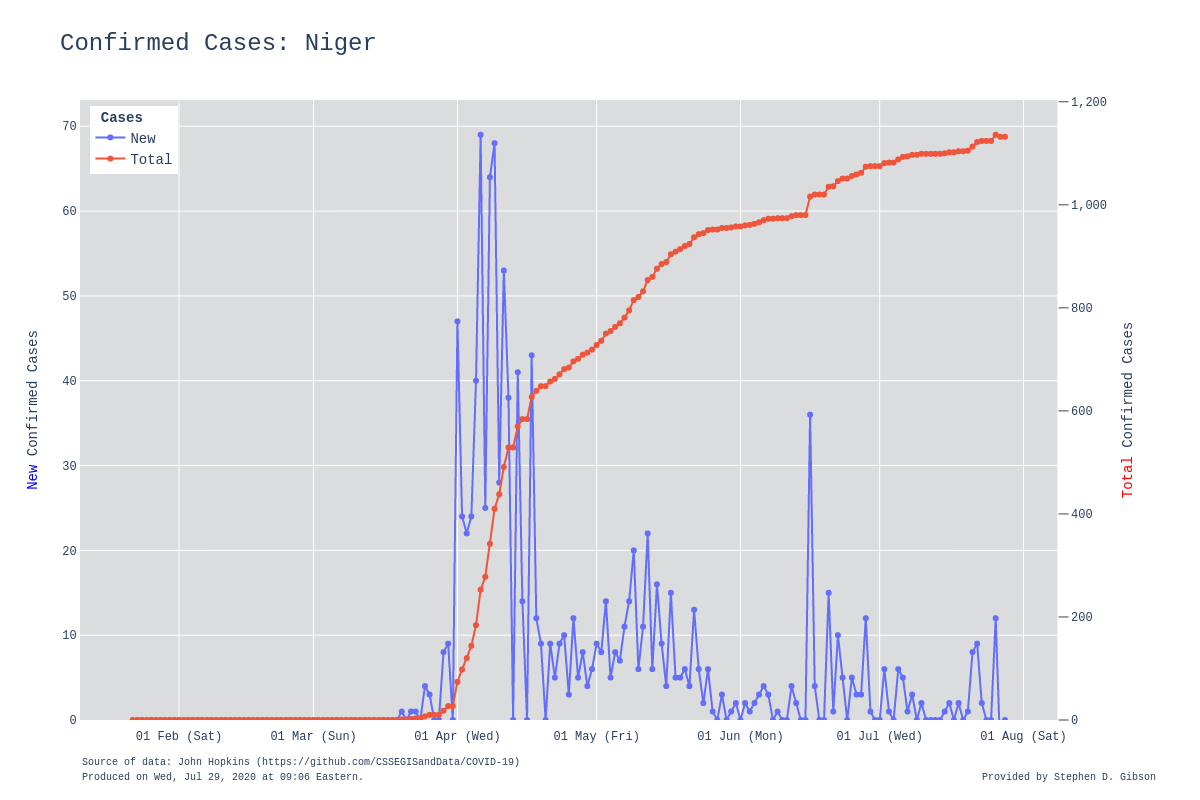 Confirmed Cases: Niger
Cases
New
Total
70
60
50
40
30
20
10
0
1,200
1,000
800
600
400
200
0
New Confirmed Cases
Total Confirmed Cases
01 Feb (Sat)
01 Mar (Sun)
01 Apr (Wed)
01 May (Fri)
01 Jun (Mon)
01 Jul (Wed)
01 Aug (Sat)
Source of data: John Hopkins (https://github.com/CSSEGISandData/COVID-19)
Produced on Wed, Jul 29, 2020 at 09:06 Eastern.
Provided by Stephen D. Gibson